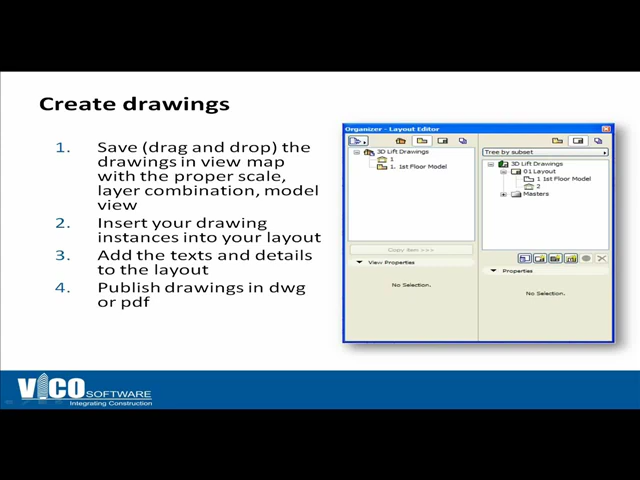 Create drawings
1. Save (drag and drop) the
drawings in view map
with the proper scale,
layer combination, model
view
2. Insert your drawing
instances into your layout
3. Add the texts and details
to the layout
4. Publish drawings in dwg
or pdf
Organizer - Layout Editor
3D Lift Drawings
1
1. 1st Floor Model
Copy item >>>
View Properties
No Selection.
Tree by subset
3D Lift Drawings
01 Layout
1 1st Floor Model
2
Masters
Properties
No Selection.
VICO SOFTWARE
Integrating Construction